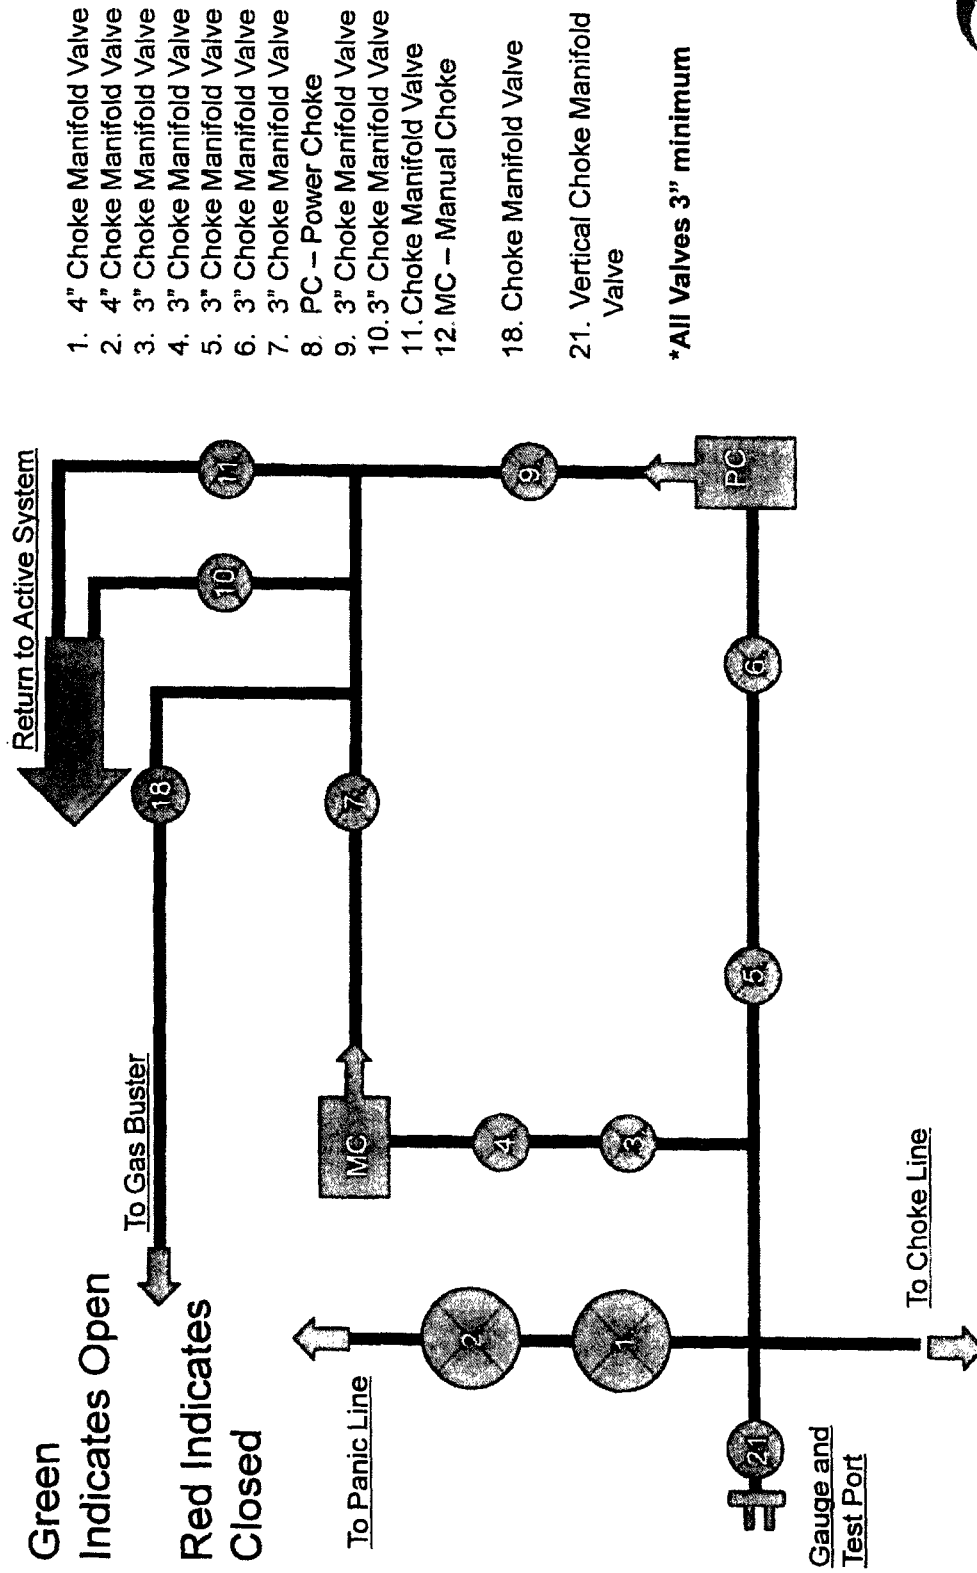 Green
Indicates Open
Red Indicates
Closed
To Gas Buster
Return to Active System
To Panic Line
Gauge and
Test Port
To Choke Line
18
11.
10.
7.
9.
MC
4.
3.
2.
1.
21
5.
6.
PC
1. 4" Choke Manifold Valve
2. 4" Choke Manifold Valve
3. 3" Choke Manifold Valve
4. 3" Choke Manifold Valve
5. 3" Choke Manifold Valve
6. 3" Choke Manifold Valve
7. 3" Choke Manifold Valve
8. PC – Power Choke
9. 3" Choke Manifold Valve
10. 3" Choke Manifold Valve
11. Choke Manifold Valve
12. MC – Manual Choke
18. Choke Manifold Valve
21. Vertical Choke Manifold
Valve
*All Valves 3" minimum